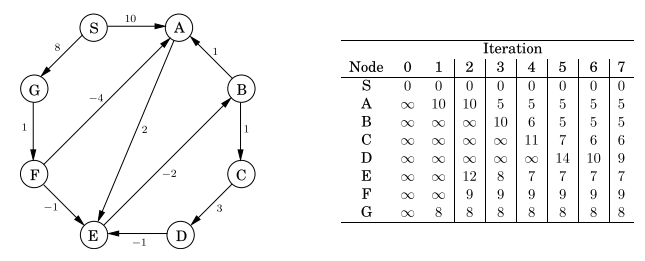 10
S
A
8
1
G
B
−4
1
2
1
F
−2
C
−1
3
E
−1
D
Iteration
Node 0 1 2 3 4 5 6 7
S 0 0 0 0 0 0 0 0
A ∞ 10 10 5 5 5 5 5
B ∞ ∞ ∞ 10 6 5 5 5
C ∞ ∞ ∞ ∞ 11 7 6 6
D ∞ ∞ ∞ ∞ ∞ 14 10 9
E ∞ ∞ 12 8 7 7 7 7
F ∞ ∞ 9 9 9 9 9 9
G ∞ 8 8 8 8 8 8 8